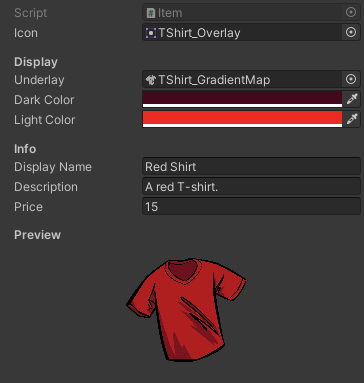 Script Item
Icon TShirt_Overlay
Display
Underlay TShirt_GradientMap
Dark Color
Light Color
Info
Display Name Red Shirt
Description A red T-shirt.
Price 15
Preview